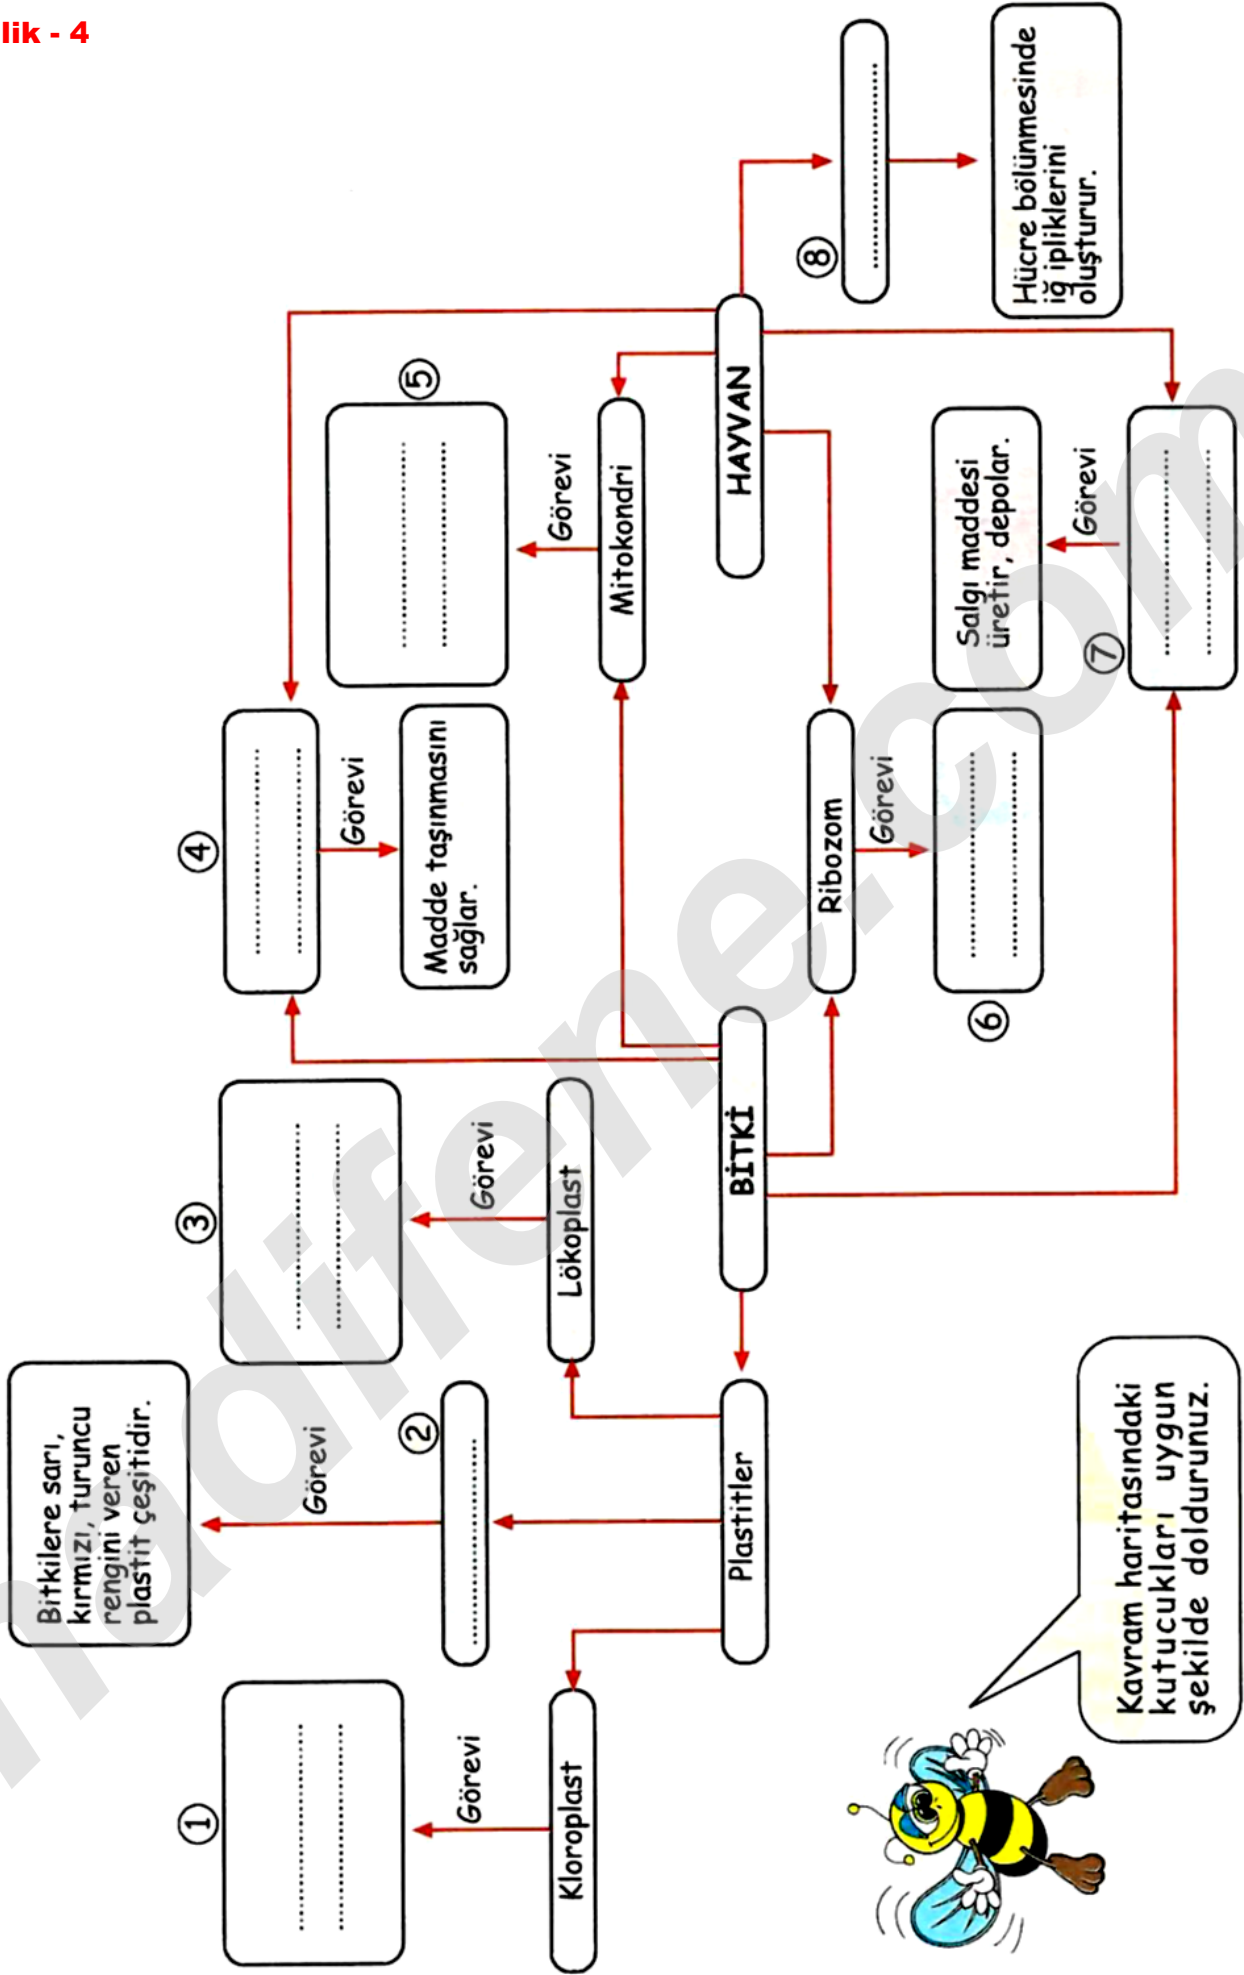 lik - 4
Bitkilere sarı,
kırmızı, turuncu
rengini veren
plastit çeşitidir.
Görevi
①
Görevi
Kloroplast
②
Plastitler
③
Görevi
Lökoplast
BİTKİ
④
Görevi
Madde taşınmasını
sağlar.
⑤
Görevi
Mitokondri
HAYVAN
Ribozom
Görevi
⑥
Salgı maddesi
üretir, depolar.
Görevi
⑦
⑧
Hücre bölünmesinde
iğ ipliklerini
oluşturur.
Kavram haritasındaki
kutucukları uygun
şekilde doldurunuz.
madifene.com